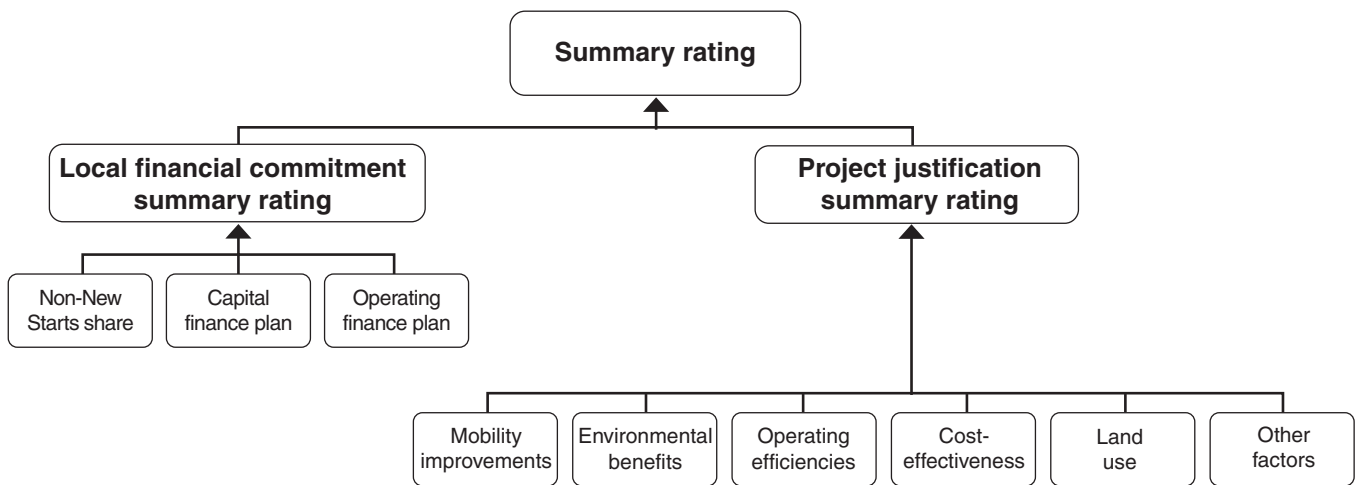 Summary rating
Local financial commitment
summary rating
Project justification
summary rating
Non-New
Starts share
Capital
finance plan
Operating
finance plan
Mobility
improvements
Environmental
benefits
Operating
efficiencies
Cost-
effectiveness
Land
use
Other
factors